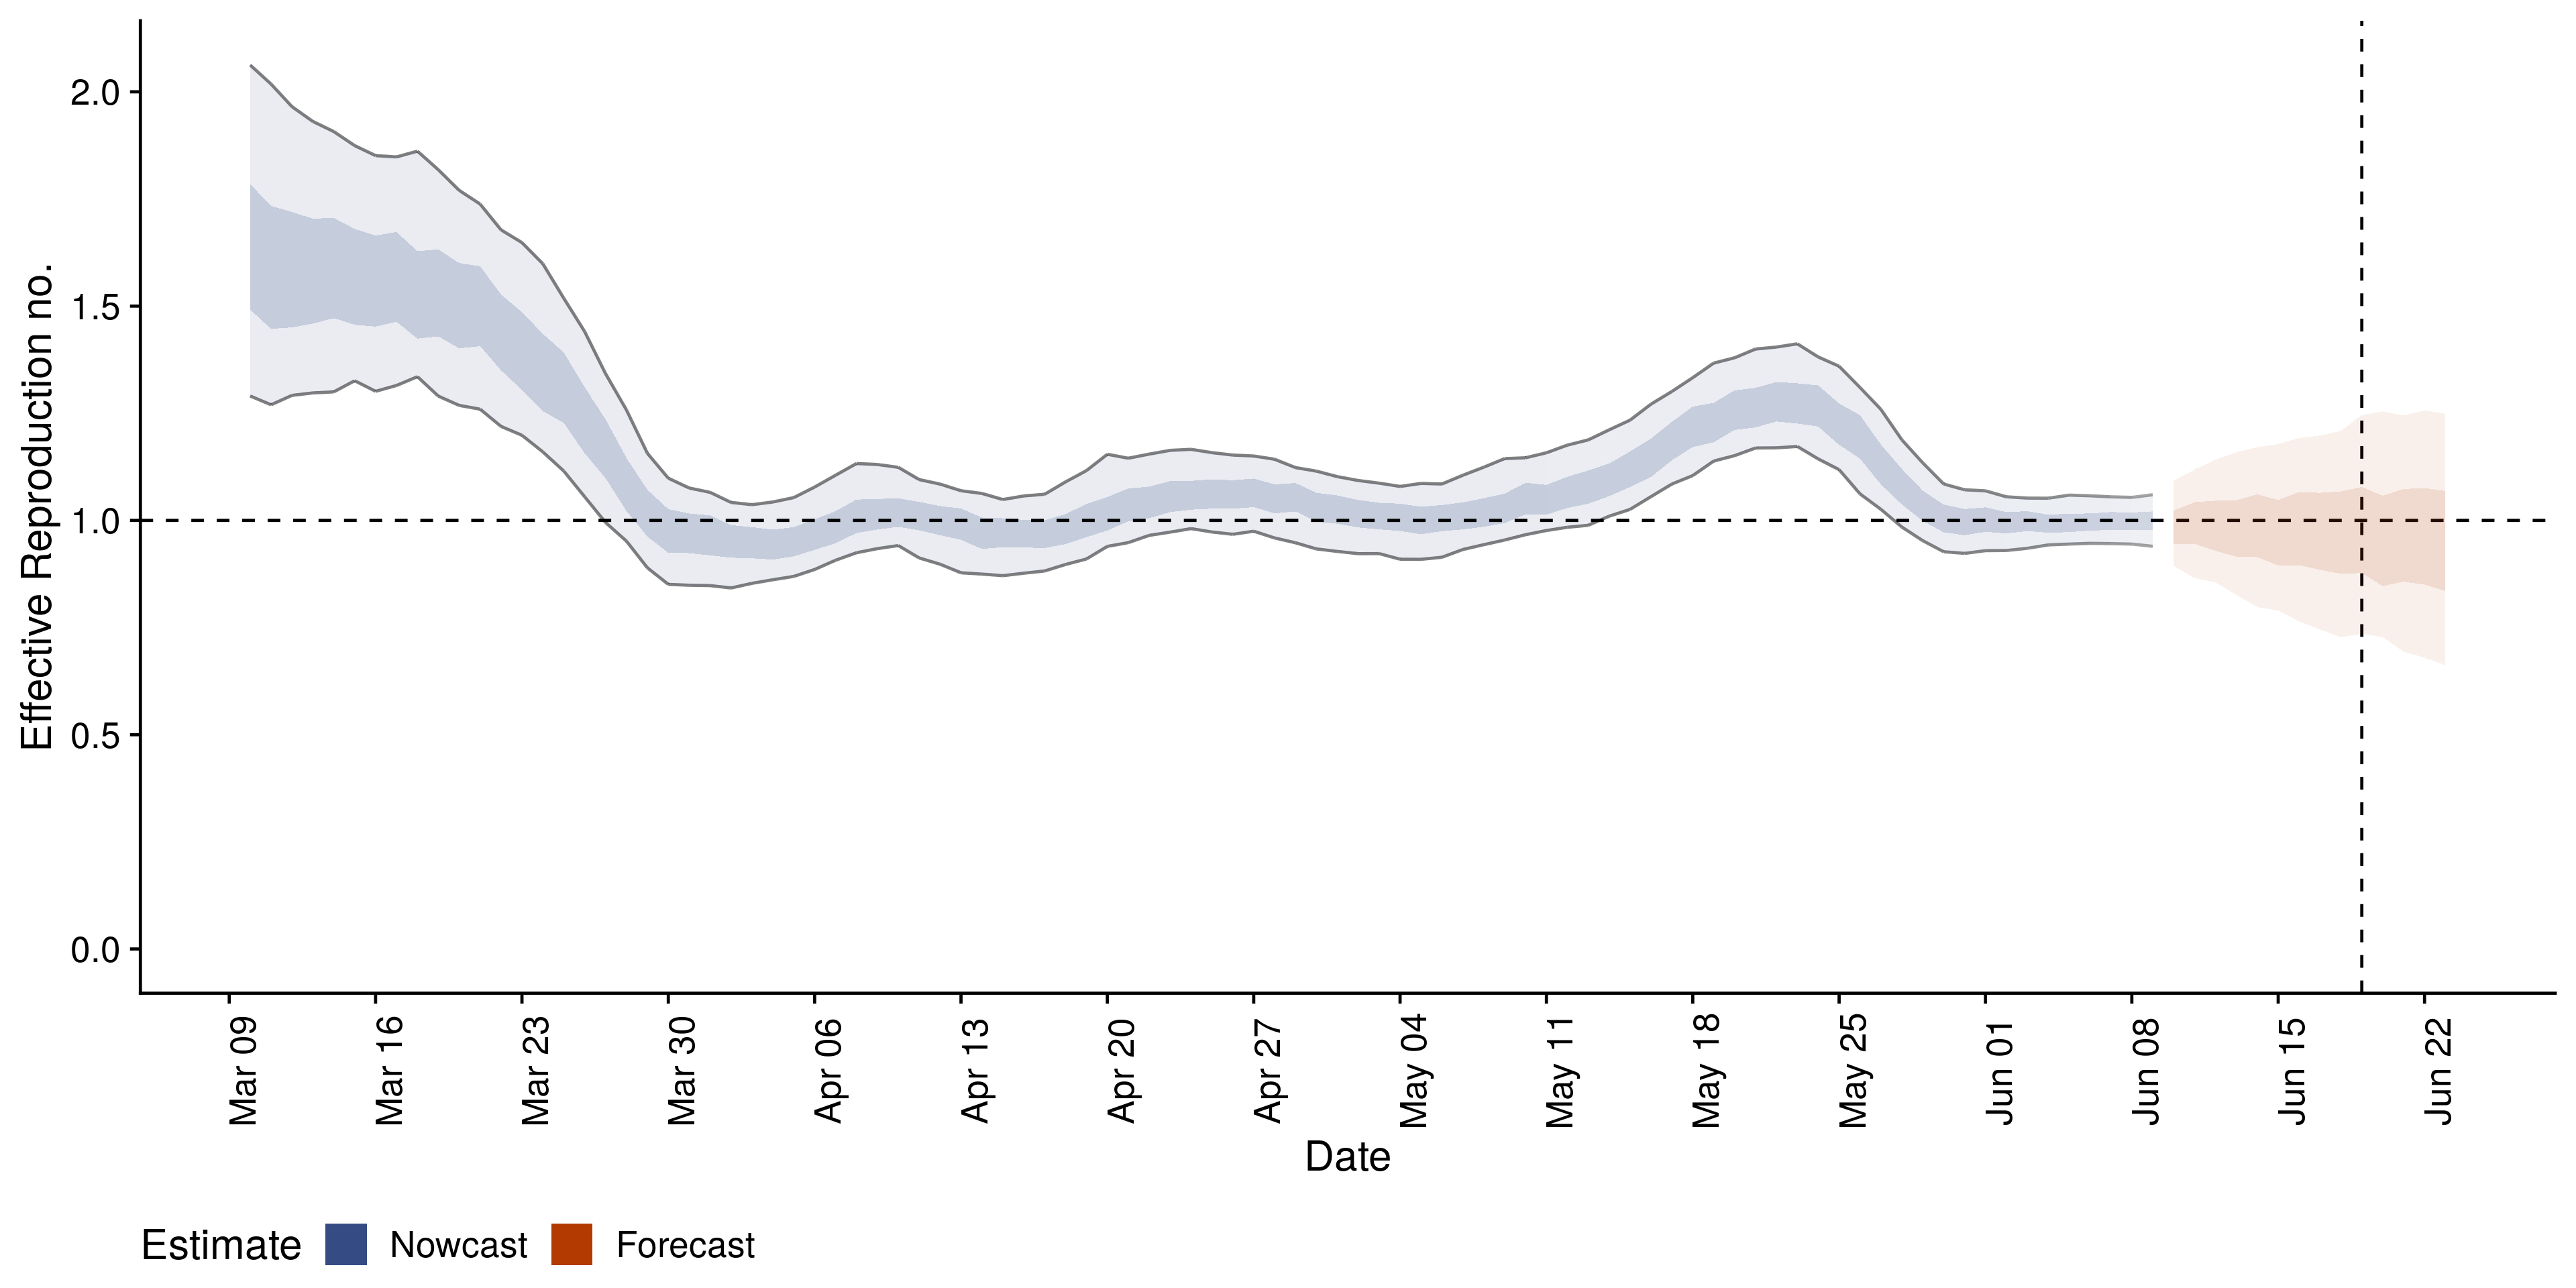 Effective Reproduction no.
2.0
1.5
1.0
0.5
0.0
Mar 09
Mar 16
Mar 23
Mar 30
Apr 06
Apr 13
Apr 20
Apr 27
May 04
May 11
May 18
May 25
Jun 01
Jun 08
Jun 15
Jun 22
Date
Estimate Nowcast Forecast